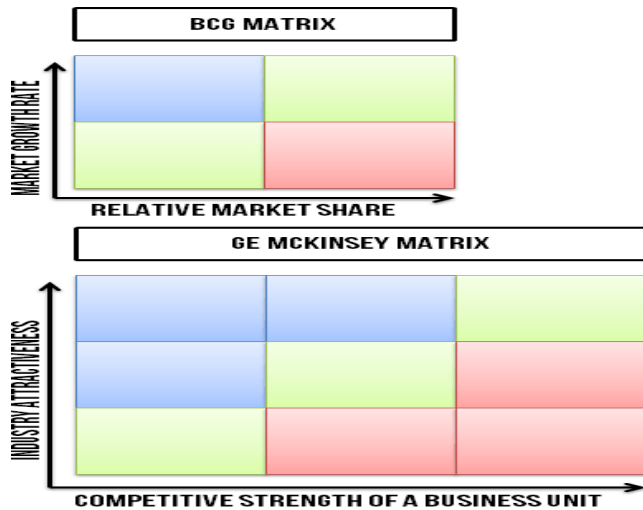 BCG MATRIX
MARKET GROWTH RATE
RELATIVE MARKET SHARE
GE MCKINSEY MATRIX
INDUSTRY ATTRACTIVENESS
COMPETITIVE STRENGTH OF A BUSINESS UNIT